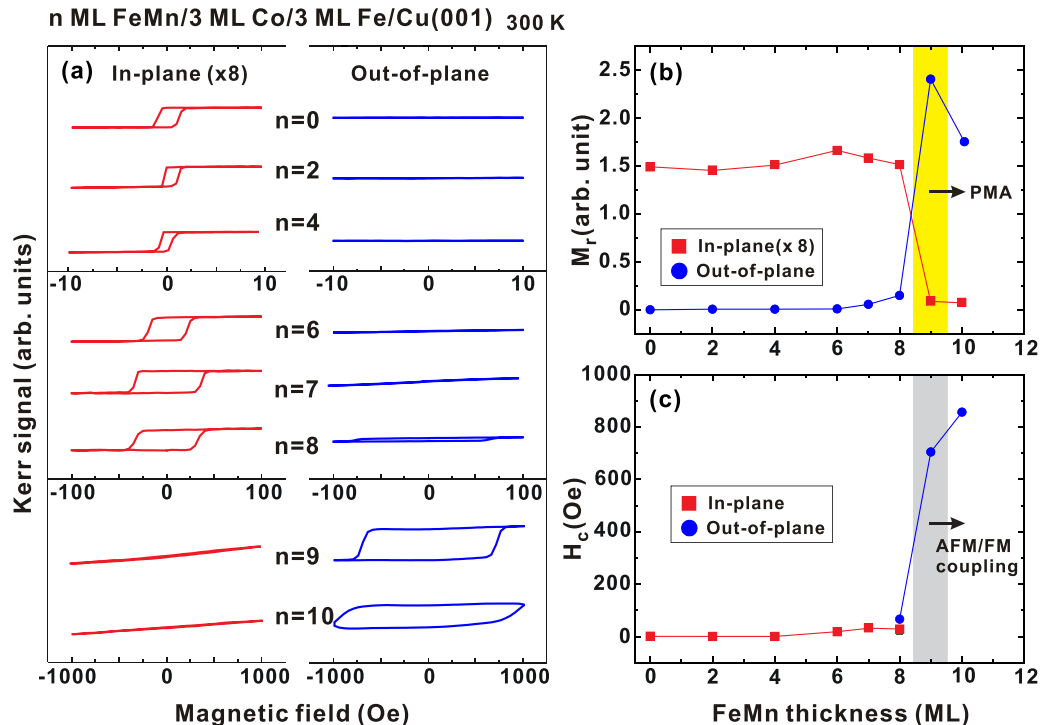 n ML FeMn/3 ML Co/3 ML Fe/Cu(001) 300 K
(a) In-plane (x8) Out-of-plane
n=0
n=2
n=4
-10 0 10 -10 0 10
n=6
n=7
n=8
-100 0 100 -100 0 100
n=9
n=10
-1000 0 1000 -1000 0 1000
Kerr signal (arb. units)
Magnetic field (Oe)
(b)
2.5
2.0
1.5
1.0
0.5
0
Mr(arb. unit)
PMA
In-plane(x 8)
Out-of-plane
0 2 4 6 8 10 12
(c)
1000
800
600
400
200
0
Hc(Oe)
In-plane
Out-of-plane
AFM/FM
coupling
0 2 4 6 8 10 12
FeMn thickness (ML)